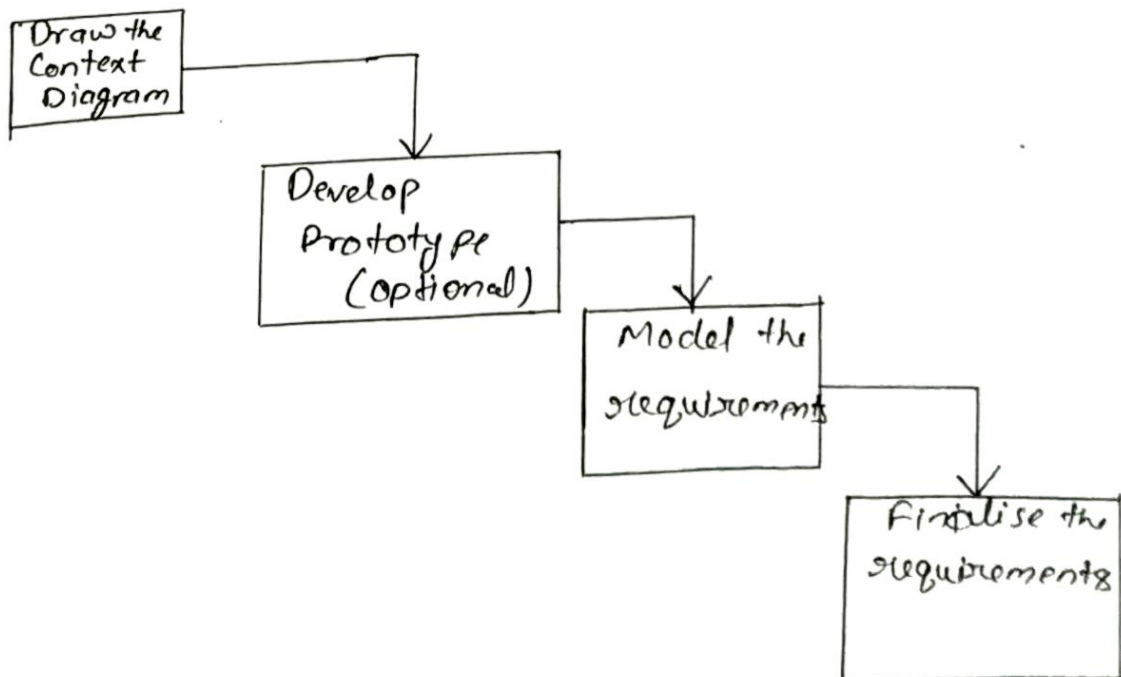 Draw the
Context
Diagram
Develop
Prototype
(optional)
Model the
requirements
Finalise the
requirements